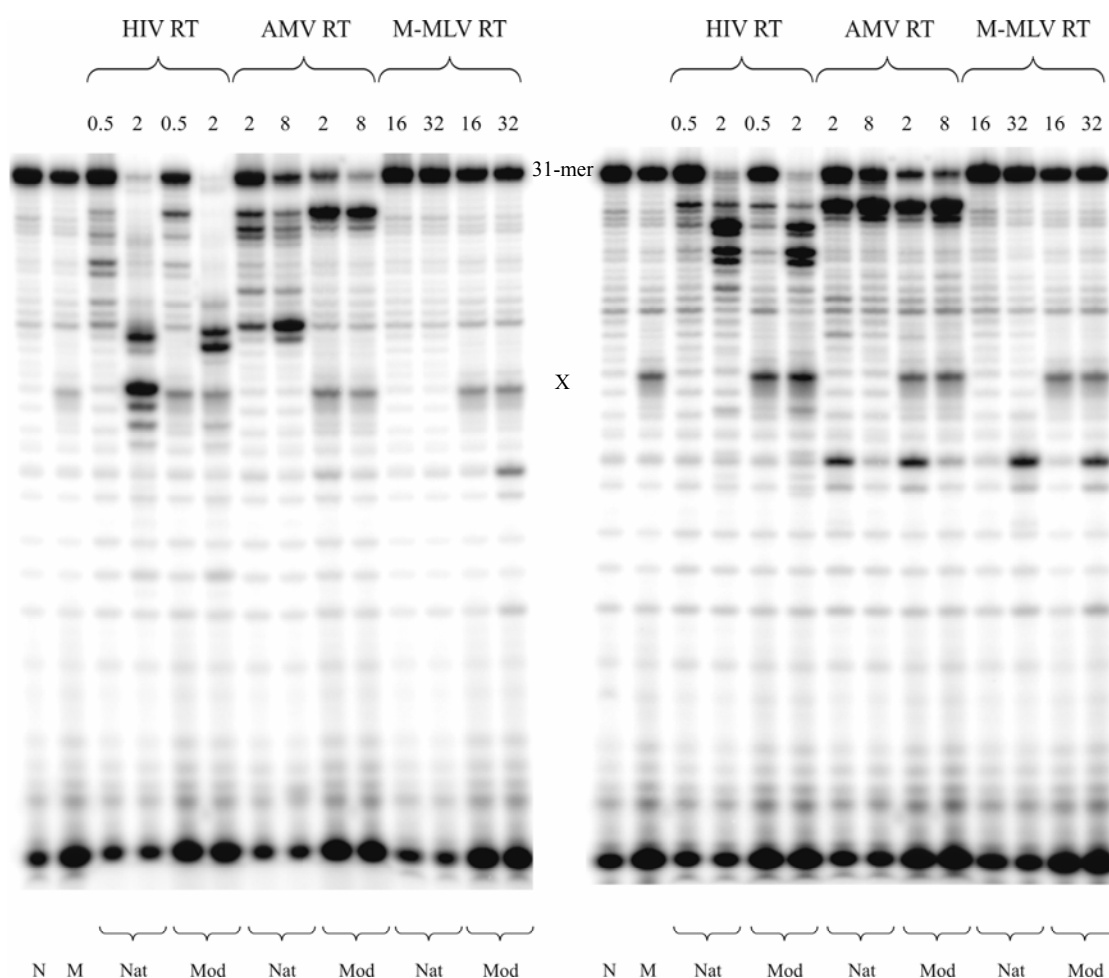 HIV RT AMV RT M-MLV RT HIV RT AMV RT M-MLV RT
0.5 2 0.5 2 2 8 2 8 16 32 16 32 0.5 2 0.5 2 2 8 2 8 16 32 16 32
31-mer
X
N M Nat Mod Nat Mod Nat Mod N M Nat Mod Nat Mod Nat Mod